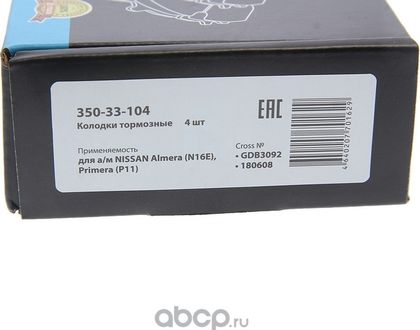 350-33-104
Колодки тормозные 4 шт
EAC
Применяемость
для а/м NISSAN Almera (N16E),
Primera (P11)
Cross №
• GDB3092
• 180608
4640026701629
abcp.ru